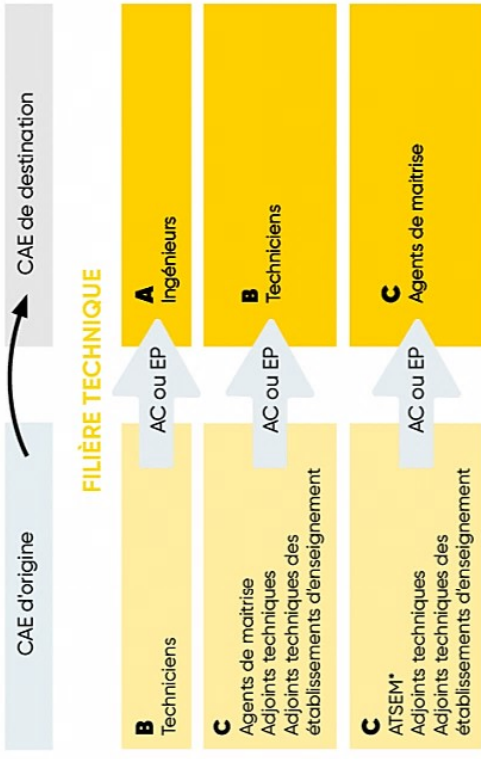 CAE d'origine
CAE de destination
FILIÈRE TECHNIQUE
B
Techniciens
AC ou EP
A
Ingénieurs
C
Agents de maitrise
Adjoints techniques
Adjoints techniques des
établissements d'enseignement
AC ou EP
B
Techniciens
C
ATSEM*
Adjoints techniques
Adjoints techniques des
établissements d'enseignement
AC ou EP
C
Agents de maitrise